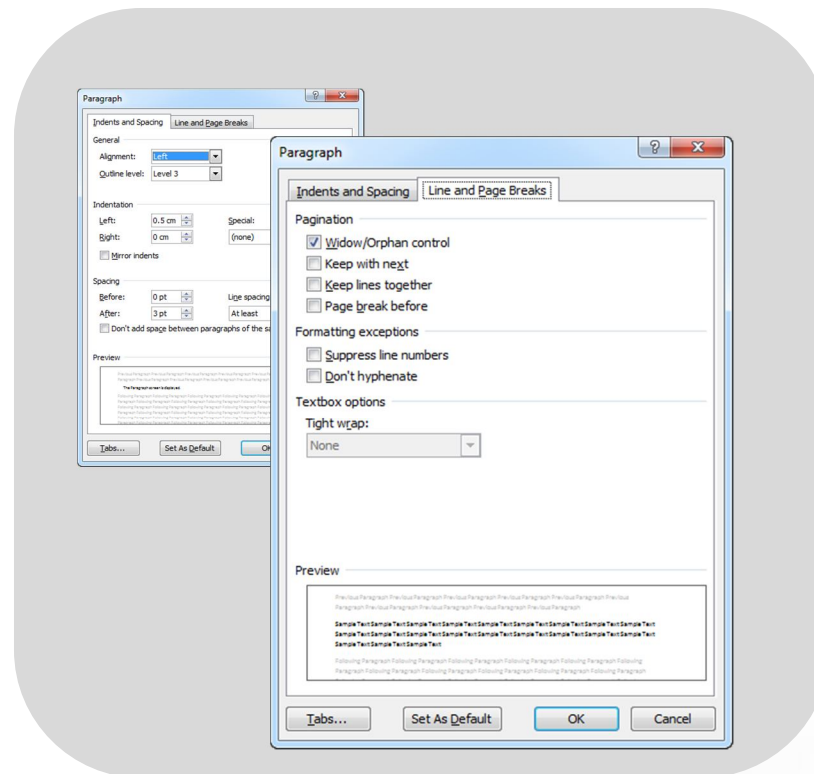 Paragraph
Indents and Spacing Line and Page Breaks
General
Alignment: Left
Outline level: Level 3
Indentation
Left: 0.5 cm Special:
Right: 0 cm (none)
Mirror indents
Spacing
Before: 0 pt Line spacing
After: 3 pt At least
Don't add space between paragraphs of the sa
Preview
The Paragraph screen is displayed.
Tabs... Set As Default
Paragraph
Indents and Spacing Line and Page Breaks
Pagination
Widow/Orphan control
Keep with next
Keep lines together
Page break before
Formatting exceptions
Suppress line numbers
Don't hyphenate
Textbox options
Tight wrap:
None
Preview
Previous Paragraph Previous Paragraph Previous Paragraph Previous Paragraph Previous Paragraph Previous
Paragraph Previous Paragraph Previous Paragraph Previous Paragraph Previous Paragraph
Sample Text Sample Text Sample Text Sample Text Sample Text Sample Text Sample Text Sample Text Sample Text
Sample Text Sample Text Sample Text Sample Text Sample Text Sample Text Sample Text Sample Text Sample Text
Sample Text Sample Text Sample Text
Following Paragraph Following Paragraph Following Paragraph Following Paragraph Following Paragraph Following
Paragraph Following Paragraph Following Paragraph Following Paragraph Following Paragraph Following Paragraph
Tabs... Set As Default OK Cancel